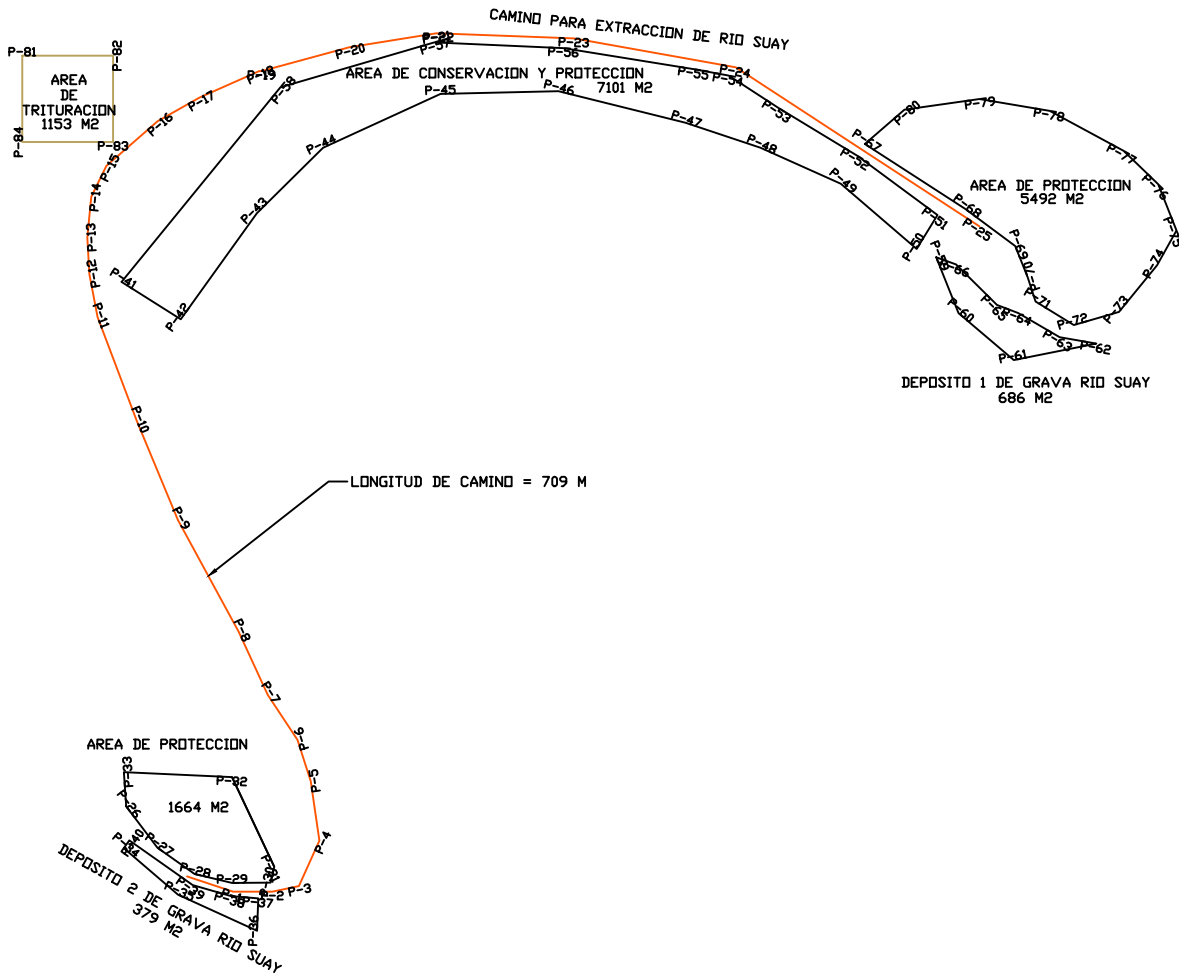 CAMINO PARA EXTRACCION DE RIO SUAY
P-81
P-82
AREA
DE
TRITURACION
1153 M2
P-84
P-83
P-15
P-16
P-17
P-19
P-20
P-57
P-23
P-56
P-24
P-55
P-54
P-58
AREA DE CONSERVACION Y PROTECCION
7101 M2
P-45
P-46
P-47
P-48
P-49
P-50
P-51
P-52
P-53
P-44
P-43
P-42
P-41
P-14
P-13
P-12
P-11
P-10
P-9
P-8
P-7
P-6
P-5
P-4
P-3
P-67
P-80
P-79
P-78
P-77
P-76
P-75
P-74
P-73
P-72
P-71
P-70
P-69
P-68
P-25
AREA DE PROTECCION
5492 M2
P-66
P-65
P-64
P-63
P-62
P-61
P-60
DEPOSITO 1 DE GRAVA RIO SUAY
686 M2
LONGITUD DE CAMINO = 709 M
AREA DE PROTECCION
P-33
P-32
1664 M2
P-26
P-27
P-28
P-29
P-40
P-39
P-38
P-37
P-36
P-35
DEPOSITO 2 DE GRAVA RIO SUAY
379 M2